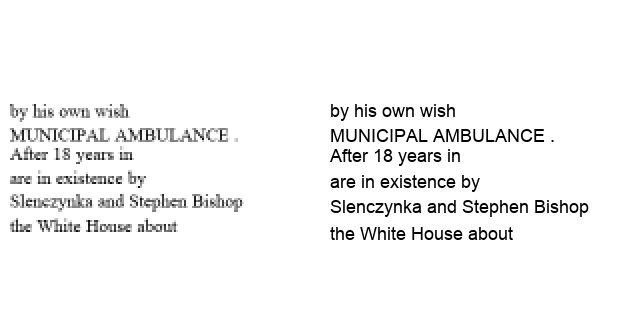 by his own wish
MUNICIPAL AMBULANCE .
After 18 years in
are in existence by
Slenczynka and Stephen Bishop
the White House about
by his own wish
MUNICIPAL AMBULANCE .
After 18 years in
are in existence by
Slenczynka and Stephen Bishop
the White House about